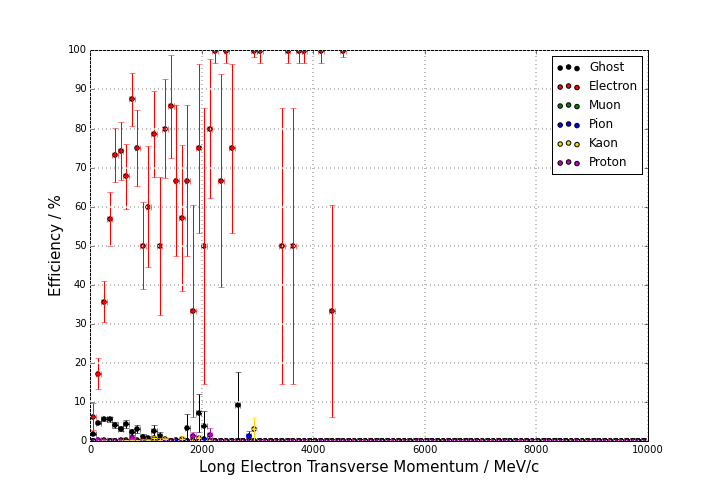 100
90
80
70
60
50
40
30
20
10
0
Efficiency / %
Ghost
Electron
Muon
Pion
Kaon
Proton
0 2000 4000 6000 8000 10000
Long Electron Transverse Momentum / MeV/c